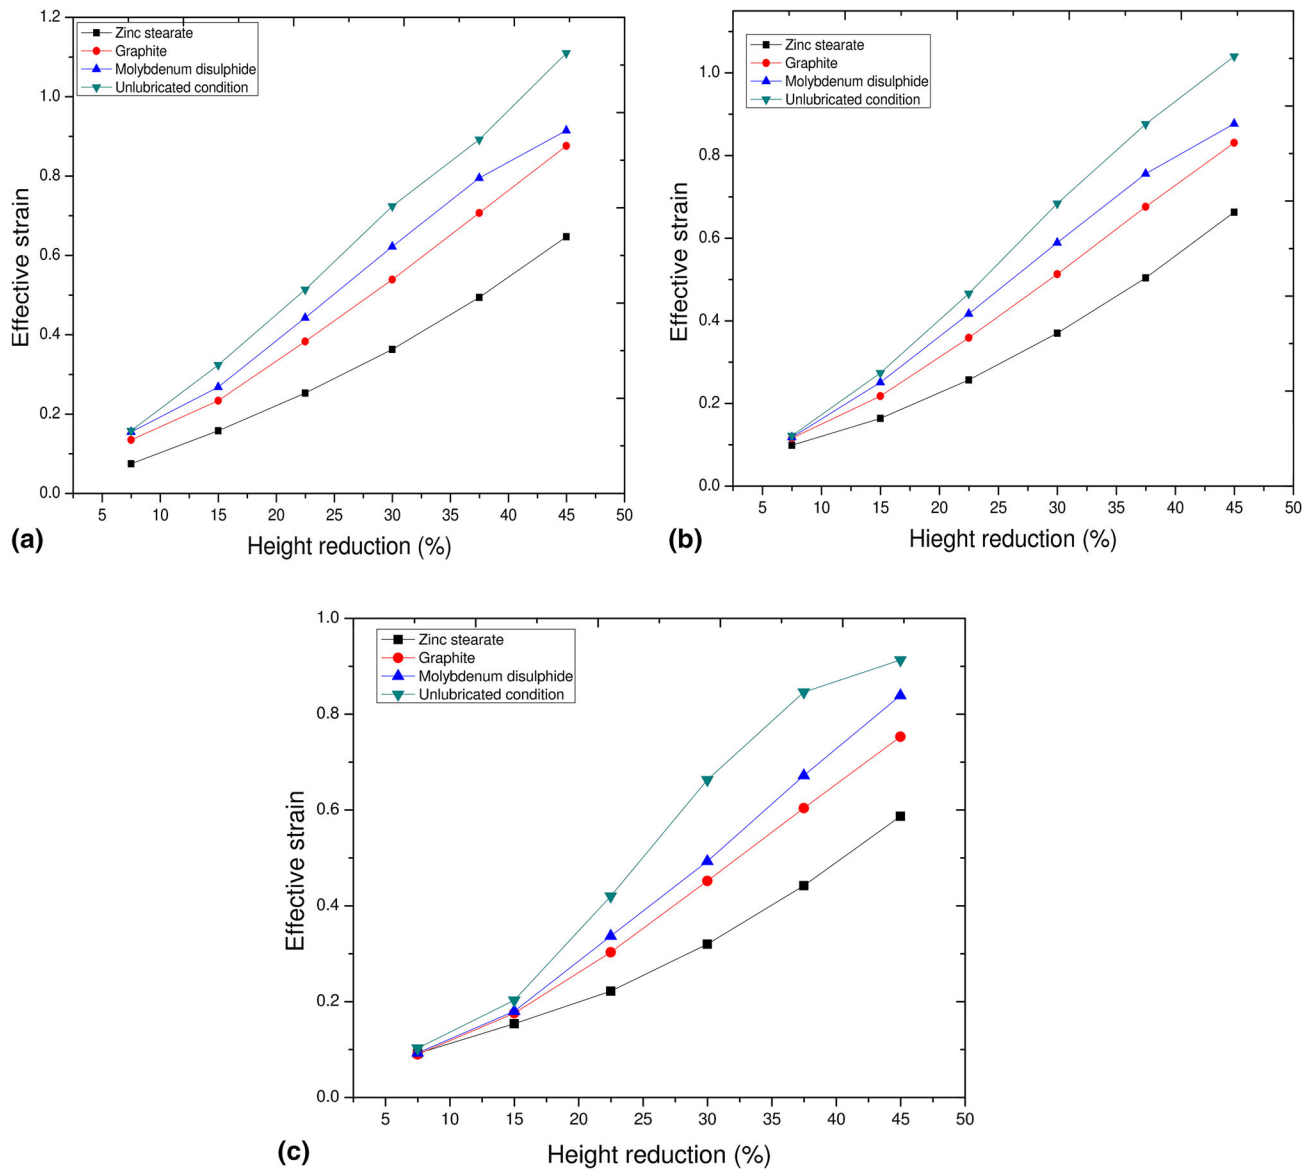 1.2
1.0
0.8
0.6
0.4
0.2
0.0
Effective strain
Zinc stearate
Graphite
Molybdenum disulphide
Unlubricated condition
5 10 15 20 25 30 35 40 45 50
(a)
Height reduction (%)
1.0
0.8
0.6
0.4
0.2
0.0
Effective strain
Zinc stearate
Graphite
Molybdenum disulphide
Unlubricated condition
5 10 15 20 25 30 35 40 45 50
(b)
Hieght reduction (%)
1.0
0.8
0.6
0.4
0.2
0.0
Effective strain
Zinc stearate
Graphite
Molybdenum disulphide
Unlubricated condition
5 10 15 20 25 30 35 40 45 50
(c)
Height reduction (%)